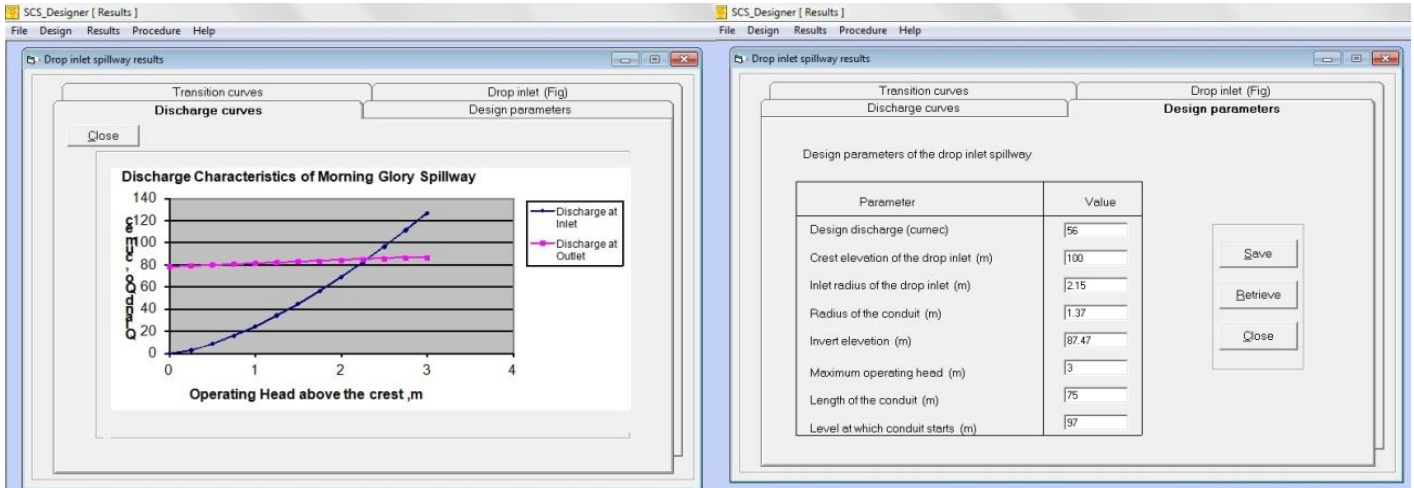 SCS_Designer [ Results ]
File Design Results Procedure Help
Drop inlet spillway results
Transition curves Drop inlet (Fig)
Discharge curves Design parameters
Close
Discharge Characteristics of Morning Glory Spillway
QI and QO, cumec
140
120
100
80
60
40
20
0
0 1 2 3 4
Operating Head above the crest ,m
Discharge at
Inlet
Discharge at
Outlet
SCS_Designer [ Results ]
File Design Results Procedure Help
Drop inlet spillway results
Transition curves Drop inlet (Fig)
Discharge curves Design parameters
Design parameters of the drop inlet spillway
Parameter Value
Design discharge (cumec) 56
Crest elevation of the drop inlet (m) 100
Inlet radius of the drop inlet (m) 2.15
Radius of the conduit (m) 1.37
Invert elevetion (m) 87.47
Maximum operating head (m) 3
Length of the conduit (m) 75
Level at which conduit starts (m) 97
Save
Retrieve
Close